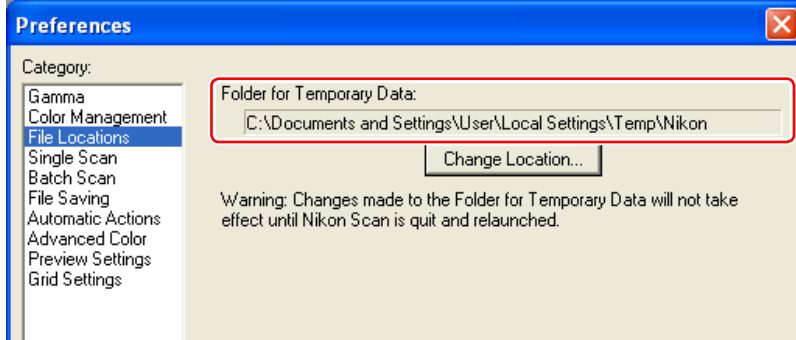 Preferences
Category:
Gamma
Color Management
File Locations
Single Scan
Batch Scan
File Saving
Automatic Actions
Advanced Color
Preview Settings
Grid Settings
Folder for Temporary Data:
C:\Documents and Settings\User\Local Settings\Temp\Nikon
Change Location...
Warning: Changes made to the Folder for Temporary Data will not take
effect until Nikon Scan is quit and relaunched.